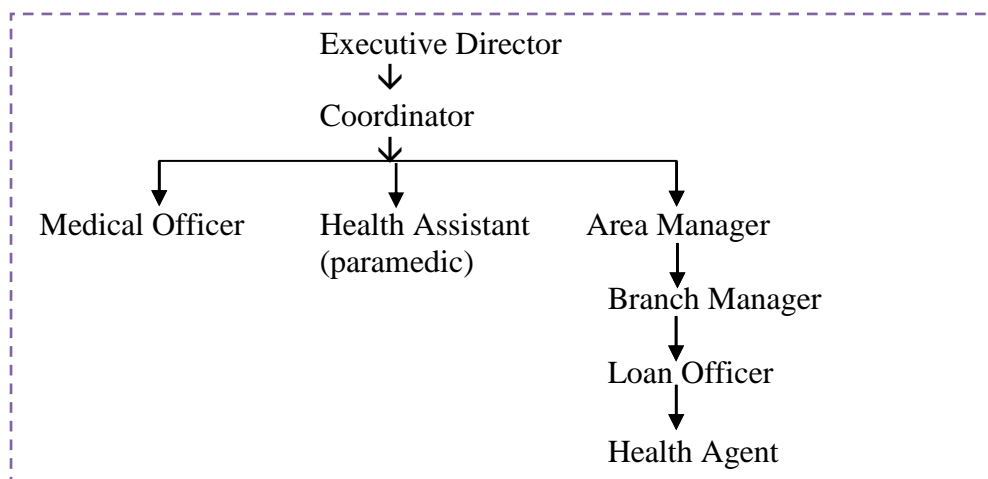 Executive Director
Coordinator
Medical Officer
Health Assistant
(paramedic)
Area Manager
Branch Manager
Loan Officer
Health Agent